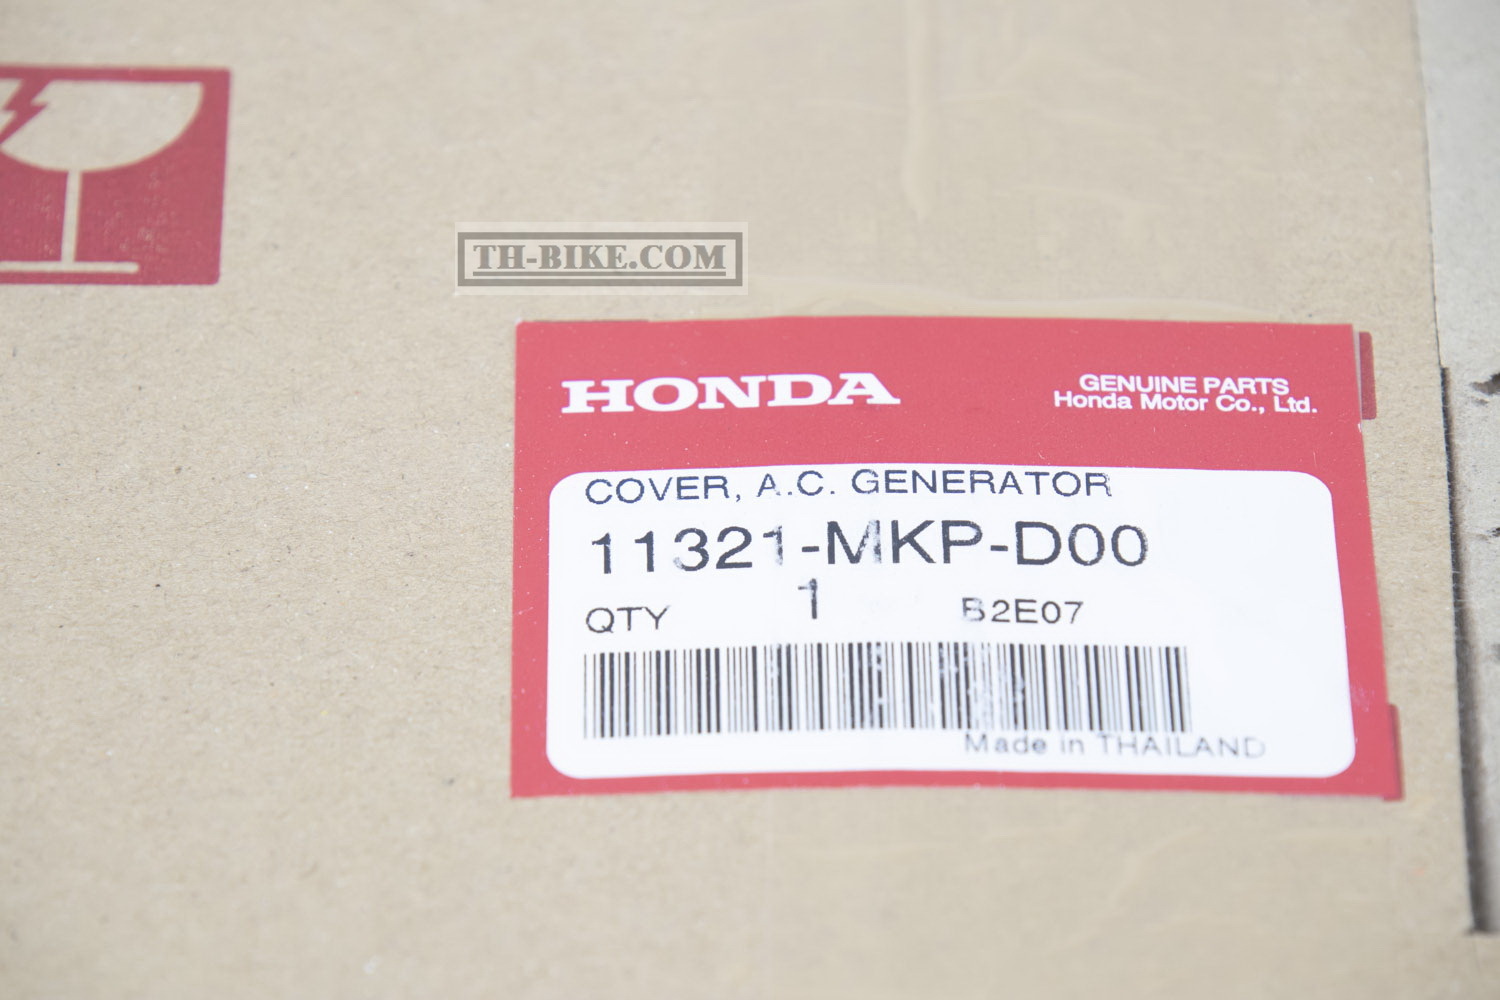 TH-BIKE.COM
HONDA
GENUINE PARTS
Honda Motor Co., Ltd.
COVER, A.C. GENERATOR
11321-MKP-D00
QTY 1 B2E07
Made in THAILAND